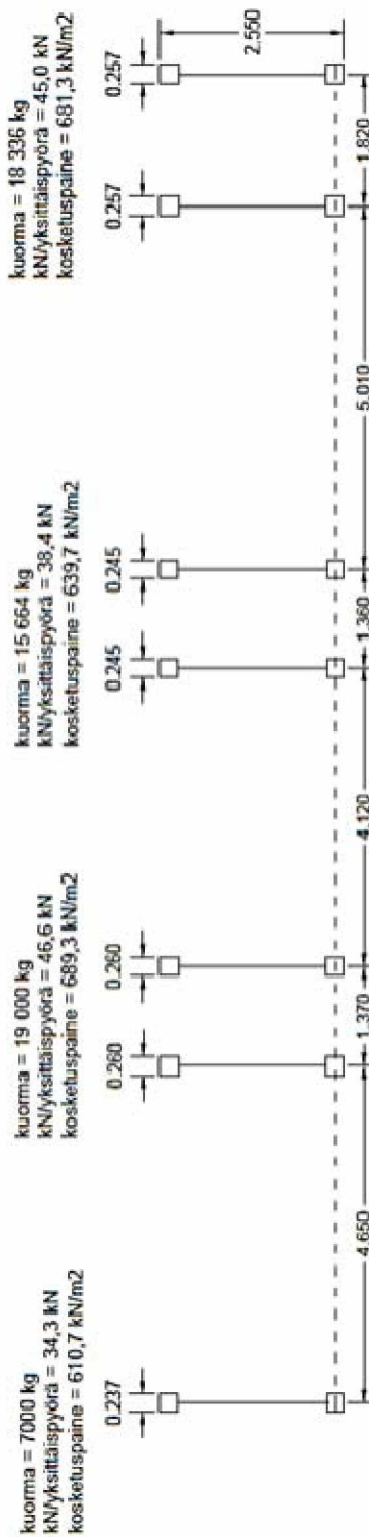 kuorma = 7000 kg
kN/yksittäispyörä = 34,3 kN
kosketuspaine = 610,7 kN/m2
kuorma = 19 000 kg
kN/yksittäispyörä = 46,6 kN
kosketuspaine = 689,3 kN/m2
kuorma = 15 664 kg
kN/yksittäispyörä = 38,4 kN
kosketuspaine = 639,7 kN/m2
kuorma = 18 336 kg
kN/yksittäispyörä = 45,0 kN
kosketuspaine = 681,3 kN/m2
0.237
0.260
0.260
0.245
0.245
0.257
0.257
2.550
4.650
1.370
4.120
1.360
5.010
1.820